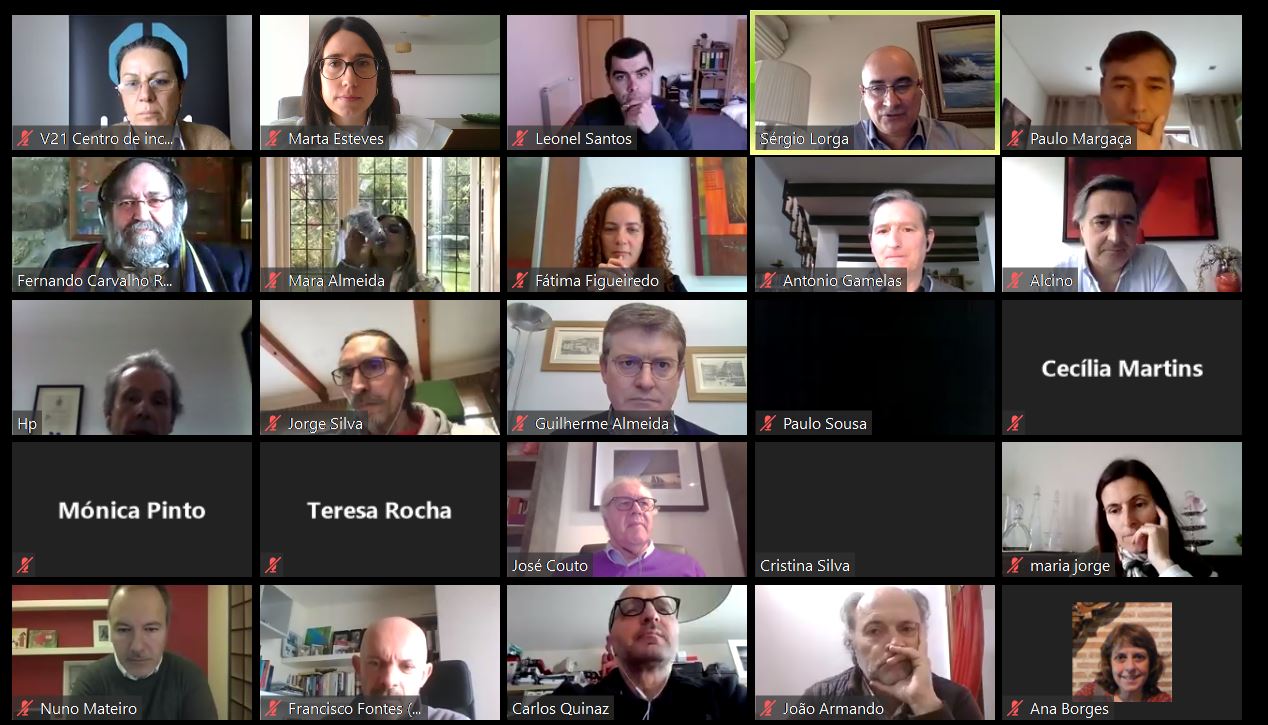 V21 Centro de inc...
Marta Esteves
Leonel Santos
Sérgio Lorga
Paulo Margaça
Fernando Carvalho R...
Mara Almeida
Fátima Figueiredo
Antonio Gamelas
Alcino
Hp
Jorge Silva
Guilherme Almeida
Paulo Sousa
Cecília Martins
Mónica Pinto
Teresa Rocha
José Couto
Cristina Silva
maria jorge
Nuno Mateiro
Francisco Fontes (...
Carlos Quinaz
João Armando
Ana Borges